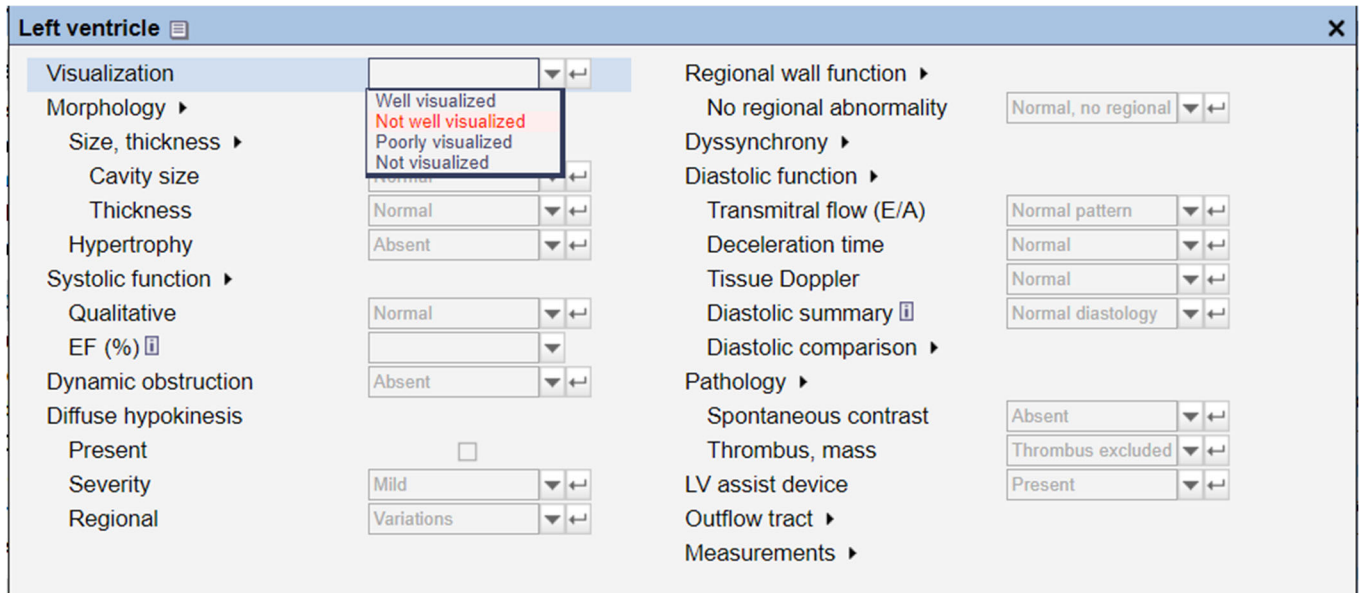 Left ventricle
Visualization
Well visualized
Not well visualized
Poorly visualized
Not visualized
Morphology
Size, thickness
Cavity size Normal
Thickness Normal
Hypertrophy Absent
Systolic function
Qualitative Normal
EF (%)
Dynamic obstruction Absent
Diffuse hypokinesis
Present
Severity Mild
Regional Variations
Regional wall function
No regional abnormality Normal, no regional
Dyssynchrony
Diastolic function
Transmitral flow (E/A) Normal pattern
Deceleration time Normal
Tissue Doppler Normal
Diastolic summary Normal diastology
Diastolic comparison
Pathology
Spontaneous contrast Absent
Thrombus, mass Thrombus excluded
LV assist device Present
Outflow tract
Measurements